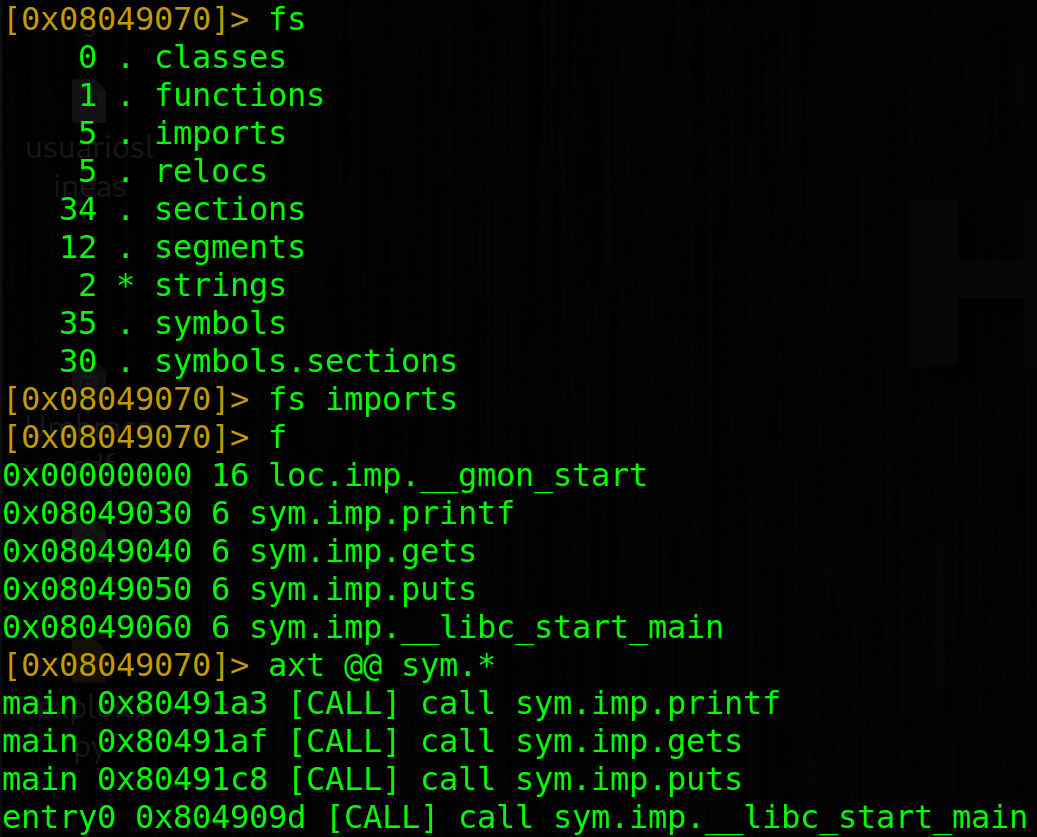 [0x08049070]> fs
0 . classes
1 . functions
5 . imports
5 . relocs
34 . sections
12 . segments
2 * strings
35 . symbols
30 . symbols.sections
[0x08049070]> fs imports
[0x08049070]> f
0x00000000 16 loc.imp.__gmon_start
0x08049030 6 sym.imp.printf
0x08049040 6 sym.imp.gets
0x08049050 6 sym.imp.puts
0x08049060 6 sym.imp.__libc_start_main
[0x08049070]> axt @@ sym.*
main 0x80491a3 [CALL] call sym.imp.printf
main 0x80491af [CALL] call sym.imp.gets
main 0x80491c8 [CALL] call sym.imp.puts
entry0 0x804909d [CALL] call sym.imp.__libc_start_main
usuariosl
ineas
py